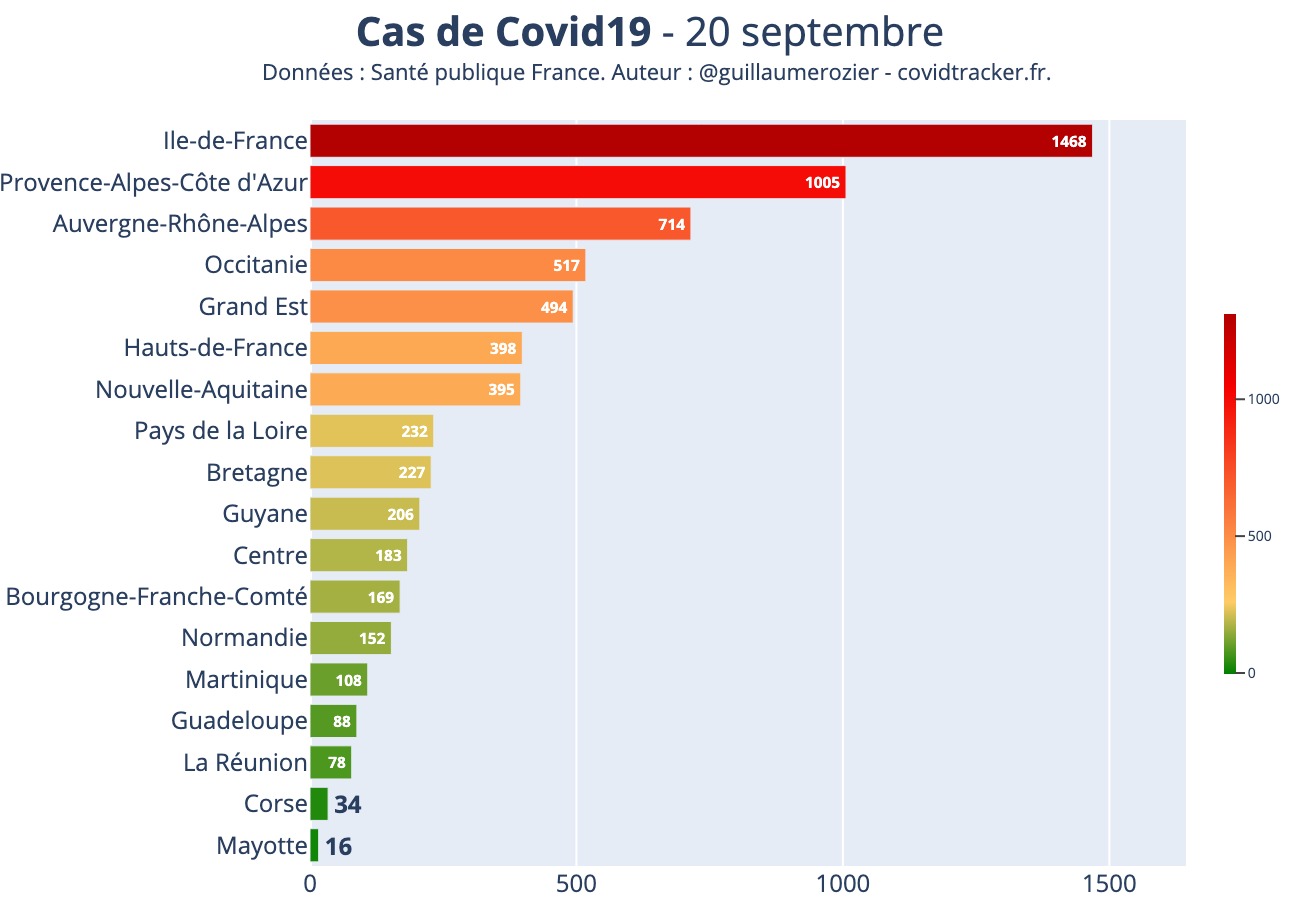 Cas de Covid19 - 20 septembre
Données : Santé publique France. Auteur : @guillaumerozier - covidtracker.fr.
Ile-de-France 1468
Provence-Alpes-Côte d'Azur 1005
Auvergne-Rhône-Alpes 714
Occitanie 517
Grand Est 494
Hauts-de-France 398
Nouvelle-Aquitaine 395
Pays de la Loire 232
Bretagne 227
Guyane 206
Centre 183
Bourgogne-Franche-Comté 169
Normandie 152
Martinique 108
Guadeloupe 88
La Réunion 78
Corse 34
Mayotte 16
0 500 1000 1500
1000
500
0